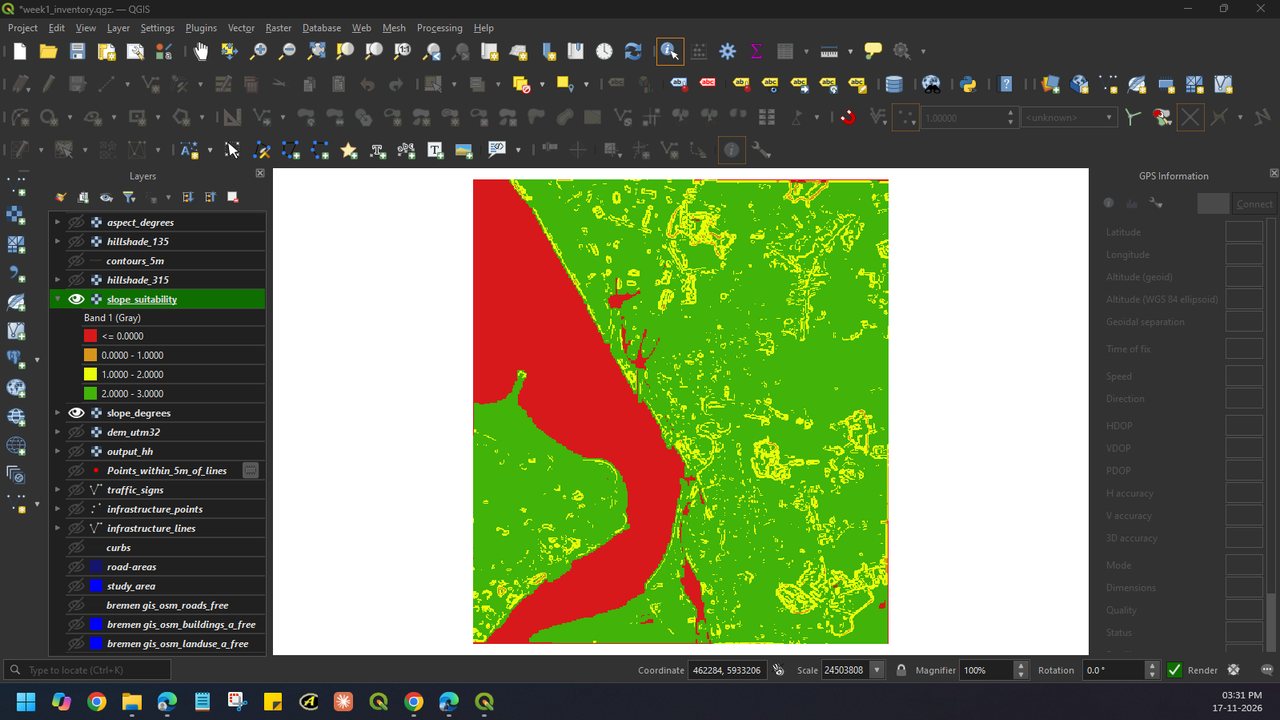 *week1_inventory.qgz. — QGIS
Project Edit View Layer Settings Plugins Vector Raster Database Web Mesh Processing Help
1.00000 <unknown>
Layers
aspect_degrees
hillshade_135
contours_5m
hillshade_315
slope_suitability
Band 1 (Gray)
<= 0.0000
0.0000 - 1.0000
1.0000 - 2.0000
2.0000 - 3.0000
slope_degrees
dem_utm32
output_hh
Points_within_5m_of_lines
traffic_signs
infrastructure_points
infrastructure_lines
curbs
road-areas
study_area
bremen gis_osm_roads_free
bremen gis_osm_buildings_a_free
bremen gis_osm_landuse_a_free
GPS Information
Connect
Latitude
Longitude
Altitude (geoid)
Altitude (WGS 84 ellipsoid)
Geoidal separation
Time of fix
Speed
Direction
HDOP
VDOP
PDOP
H accuracy
V accuracy
3D accuracy
Mode
Dimensions
Quality
Status
Type to locate (Ctrl+K)
Coordinate 462284, 5933206 Scale 24503808 Magnifier 100% Rotation 0.0 ° Render
03:31 PM
17-11-2026